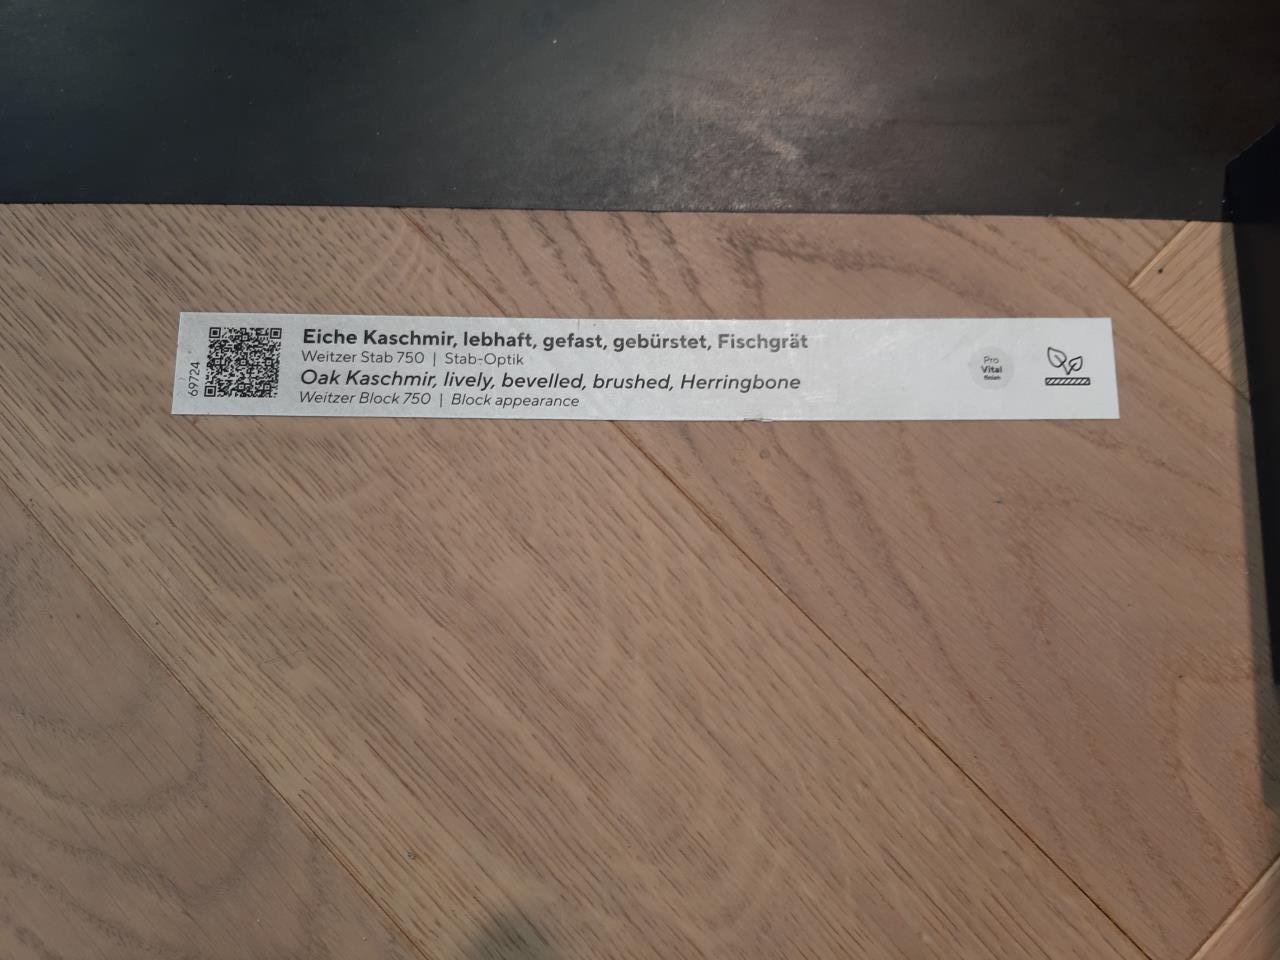 69724
Eiche Kaschmir, lebhaft, gefast, gebürstet, Fischgrät
Weitzer Stab 750 | Stab-Optik
Oak Kaschmir, lively, bevelled, brushed, Herringbone
Weitzer Block 750 | Block appearance
Pro
Vital
finish